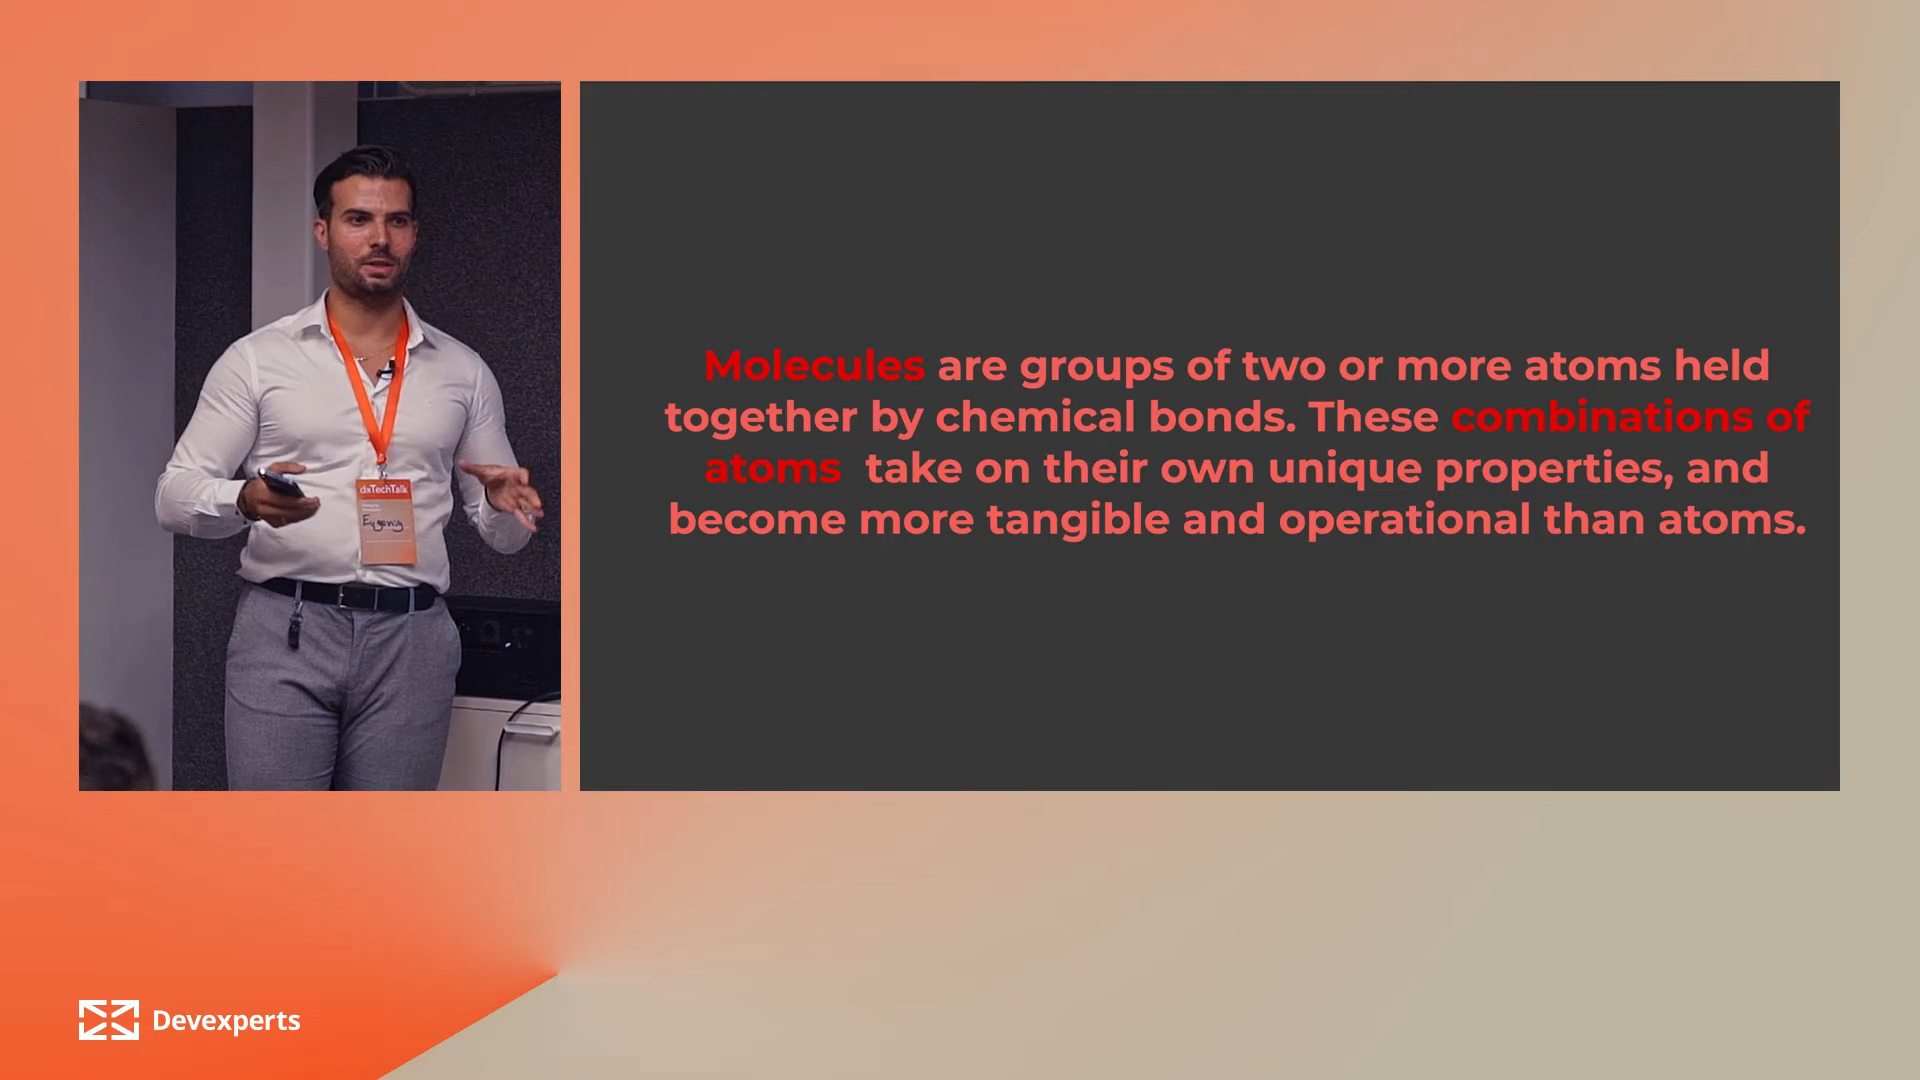 dxTechTalk
Molecules are groups of two or more atoms held
together by chemical bonds. These combinations of
atoms take on their own unique properties, and
become more tangible and operational than atoms.
Devexperts